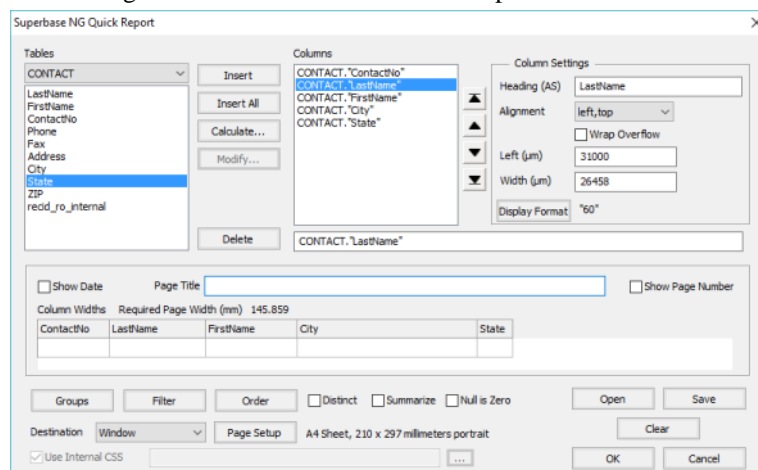 Superbase NG Quick Report
Tables
CONTACT
LastName
FirstName
ContactNo
Phone
Fax
Address
City
State
ZIP
recid_ro_internal
Insert
Insert All
Calculate...
Modify...
Delete
Columns
CONTACT."ContactNo"
CONTACT."LastName"
CONTACT."FirstName"
CONTACT."City"
CONTACT."State"
CONTACT."LastName"
Column Settings
Heading (AS) LastName
Alignment left,top
Wrap Overflow
Left (µm) 31000
Width (µm) 26458
Display Format "60"
Show Date Page Title Show Page Number
Column Widths Required Page Width (mm) 145.859
ContactNo LastName FirstName City State
Groups Filter Order Distinct Summarize Null is Zero Open Save
Destination Window Page Setup A4 Sheet, 210 x 297 millimeters portrait Clear
Use Internal CSS ... OK Cancel